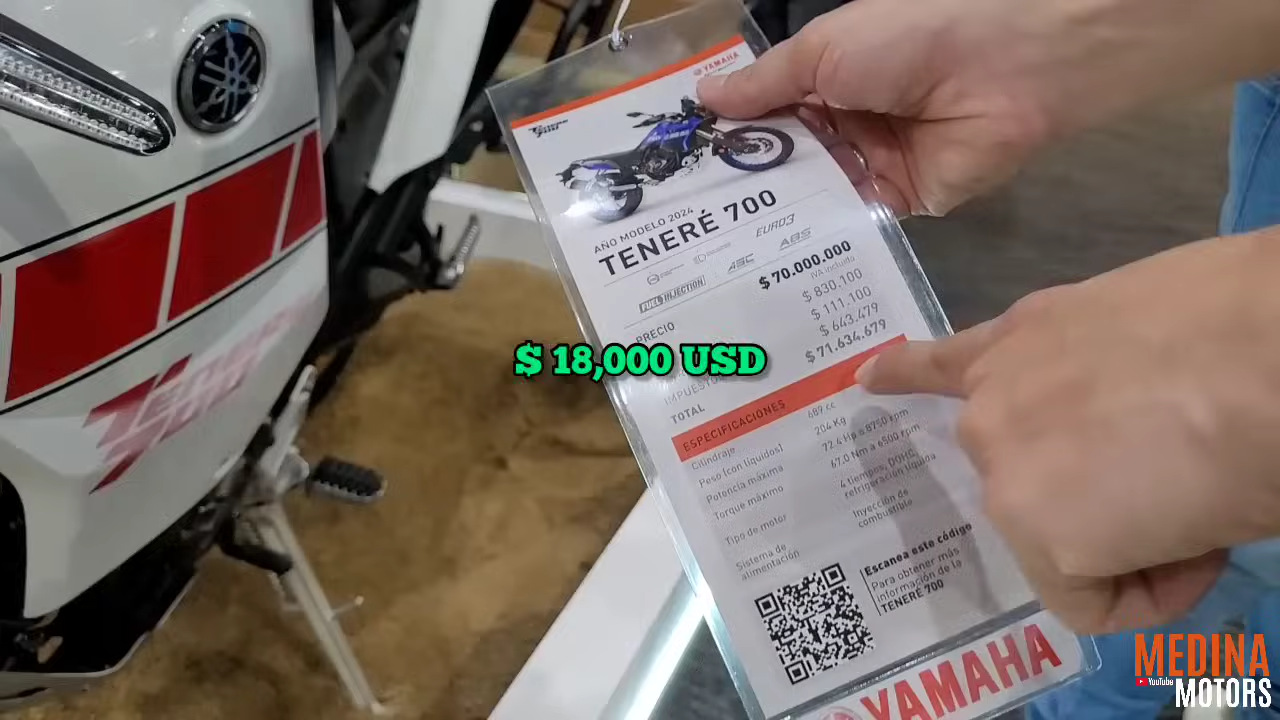 YAMAHA
AÑO MODELO 2024
TENERÉ 700
EURO3
FUEL INJECTION
ABS
PRECIO
$ 70.000.000
IVA incluido
$ 830.100
$ 111.100
$ 643.479
$ 18,000 USD
TOTAL $ 71.634.679
ESPECIFICACIONES
Cilindraje 689 cc
Peso (con líquidos) 204 Kg
Potencia máxima 72.4 Hp a 8750 rpm
Torque máximo 67.0 Nm a 6500 rpm
Tipo de motor 4 tiempos, DOHC,
refrigeración líquida
Sistema de
alimentación
Inyección de
combustible
Escanea este código
Para obtener más
información de la
TENERÉ 700
YAMAHA
MEDINA
YouTube
MOTORS